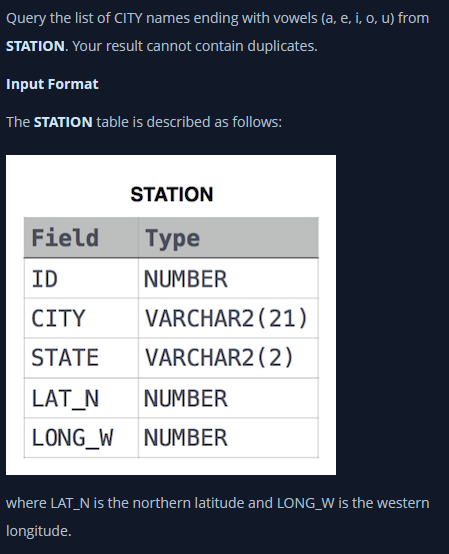 Query the list of CITY names ending with vowels (a, e, i, o, u) from
STATION. Your result cannot contain duplicates.
Input Format
The STATION table is described as follows:
STATION
Field Type
ID NUMBER
CITY VARCHAR2(21)
STATE VARCHAR2(2)
LAT_N NUMBER
LONG_W NUMBER
where LAT_N is the northern latitude and LONG_W is the western
longitude.